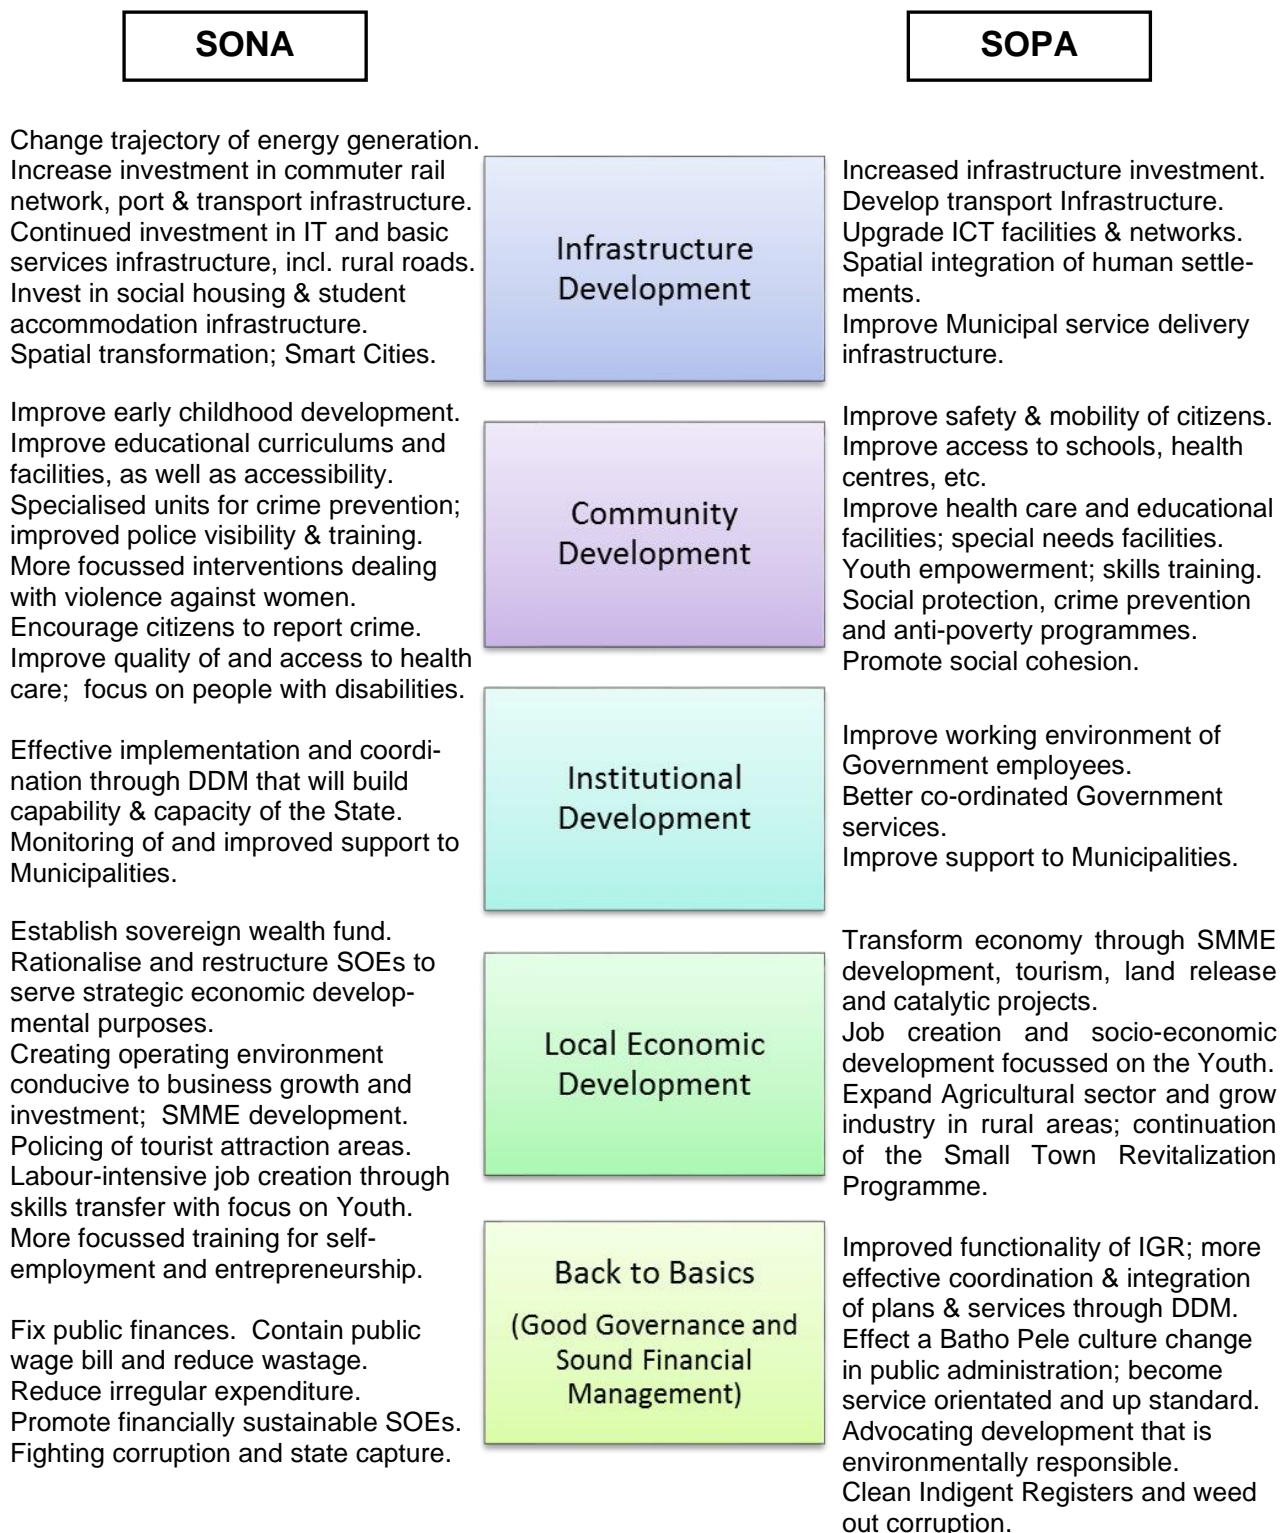 SONA
SOPA
Change trajectory of energy generation.
Increase investment in commuter rail
network, port & transport infrastructure.
Continued investment in IT and basic
services infrastructure, incl. rural roads.
Invest in social housing & student
accommodation infrastructure.
Spatial transformation; Smart Cities.
Infrastructure
Development
Increased infrastructure investment.
Develop transport Infrastructure.
Upgrade ICT facilities & networks.
Spatial integration of human settle-
ments.
Improve Municipal service delivery
infrastructure.
Improve early childhood development.
Improve educational curriculums and
facilities, as well as accessibility.
Specialised units for crime prevention;
improved police visibility & training.
More focussed interventions dealing
with violence against women.
Encourage citizens to report crime.
Improve quality of and access to health
care;  focus on people with disabilities.
Community
Development
Improve safety & mobility of citizens.
Improve access to schools, health
centres, etc.
Improve health care and educational
facilities; special needs facilities.
Youth empowerment; skills training.
Social protection, crime prevention
and anti-poverty programmes.
Promote social cohesion.
Effective implementation and coordi-
nation through DDM that will build
capability & capacity of the State.
Monitoring of and improved support to
Municipalities.
Institutional
Development
Improve working environment of
Government employees.
Better co-ordinated Government
services.
Improve support to Municipalities.
Establish sovereign wealth fund.
Rationalise and restructure SOEs to
serve strategic economic develop-
mental purposes.
Creating operating environment
conducive to business growth and
investment;  SMME development.
Policing of tourist attraction areas.
Labour-intensive job creation through
skills transfer with focus on Youth.
More focussed training for self-
employment and entrepreneurship.
Local Economic
Development
Transform economy through SMME
development, tourism, land release
and catalytic projects.
Job creation and socio-economic
development focussed on the Youth.
Expand Agricultural sector and grow
industry in rural areas; continuation
of the Small Town Revitalization
Programme.
Fix public finances.  Contain public
wage bill and reduce wastage.
Reduce irregular expenditure.
Promote financially sustainable SOEs.
Fighting corruption and state capture.
Back to Basics
(Good Governance and
Sound Financial
Management)
Improved functionality of IGR; more
effective coordination & integration
of plans & services through DDM.
Effect a Batho Pele culture change
in public administration; become
service orientated and up standard.
Advocating development that is
environmentally responsible.
Clean Indigent Registers and weed
out corruption.